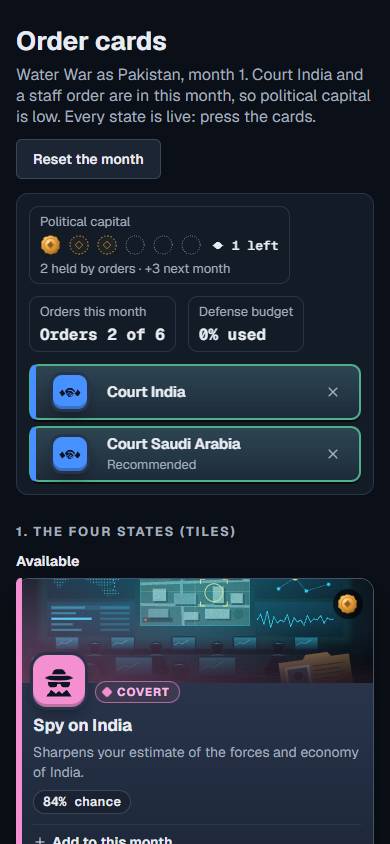 Order cards
Water War as Pakistan, month 1. Court India and
a staff order are in this month, so political capital
is low. Every state is live: press the cards.
Reset the month
Political capital
1 left
2 held by orders · +3 next month
Orders this month
Orders 2 of 6
Defense budget
0% used
Court India
Court Saudi Arabia
Recommended
1. THE FOUR STATES (TILES)
Available
COVERT
Spy on India
Sharpens your estimate of the forces and economy
of India.
84% chance
+ Add to this month